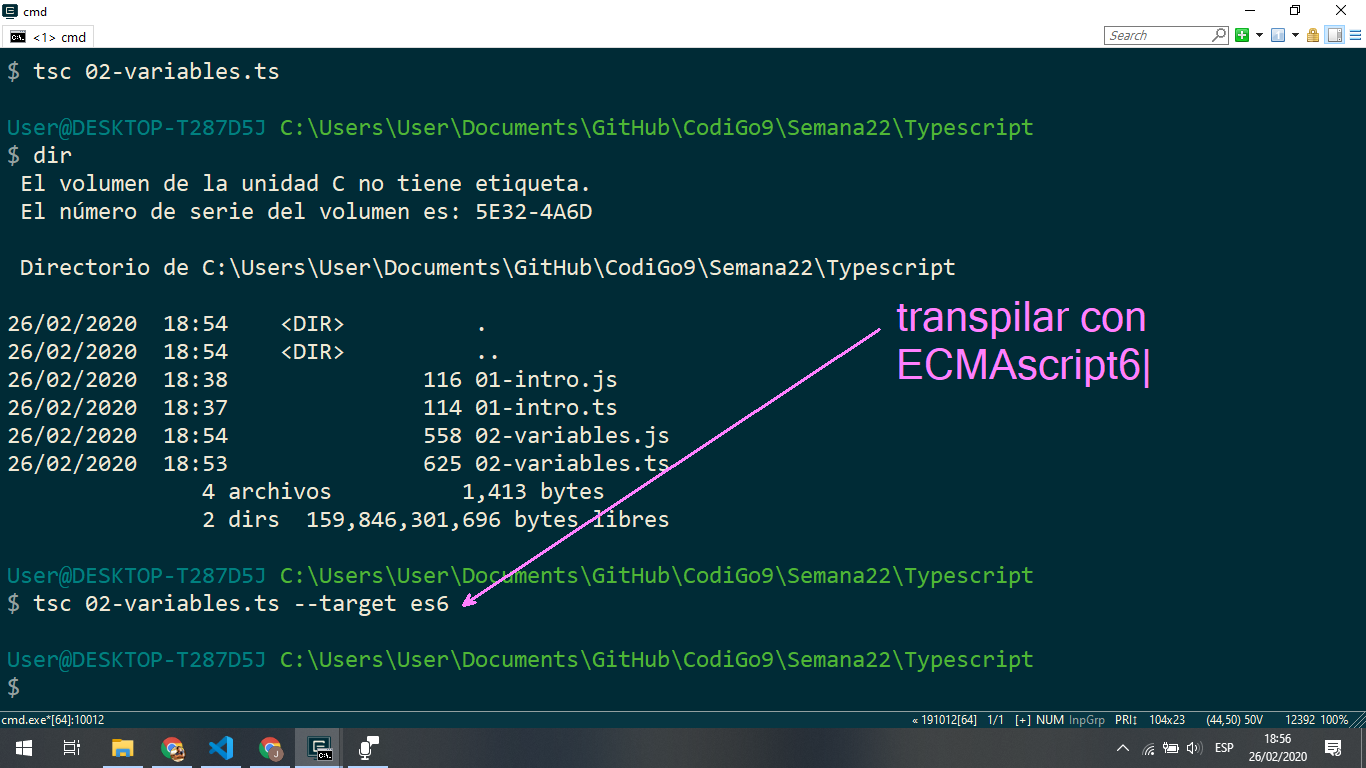 cmd
<1> cmd
Search
$ tsc 02-variables.ts
User@DESKTOP-T287D5J C:\Users\User\Documents\GitHub\CodiGo9\Semana22\Typescript
$ dir
El volumen de la unidad C no tiene etiqueta.
El número de serie del volumen es: 5E32-4A6D
Directorio de C:\Users\User\Documents\GitHub\CodiGo9\Semana22\Typescript
26/02/2020 18:54 <DIR> .
26/02/2020 18:54 <DIR> ..
26/02/2020 18:38 116 01-intro.js
26/02/2020 18:37 114 01-intro.ts
26/02/2020 18:54 558 02-variables.js
26/02/2020 18:53 625 02-variables.ts
4 archivos 1,413 bytes
2 dirs 159,846,301,696 bytes libres
transpilar con
ECMAscript6|
User@DESKTOP-T287D5J C:\Users\User\Documents\GitHub\CodiGo9\Semana22\Typescript
$ tsc 02-variables.ts --target es6
User@DESKTOP-T287D5J C:\Users\User\Documents\GitHub\CodiGo9\Semana22\Typescript
$
cmd.exe*[64]:10012 « 191012[64] 1/1 [+] NUM InpGrp PRI↕ 104x23 (44,50) 50V 12392 100%
ESP
18:56
26/02/2020